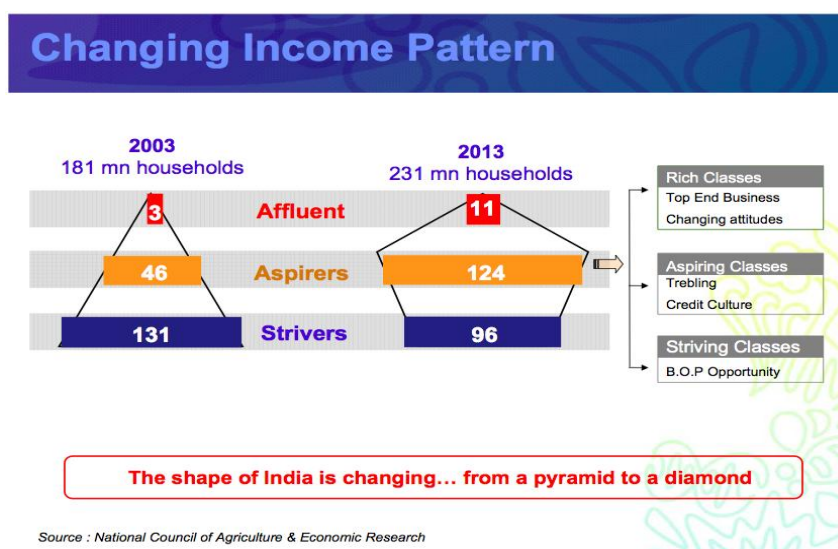 Changing Income Pattern
2003
181 mn households
2013
231 mn households
3
Affluent
11
46
Aspirers
124
131
Strivers
96
Rich Classes
Top End Business
Changing attitudes
Aspiring Classes
Trebling
Credit Culture
Striving Classes
B.O.P Opportunity
The shape of India is changing... from a pyramid to a diamond
Source : National Council of Agriculture & Economic Research